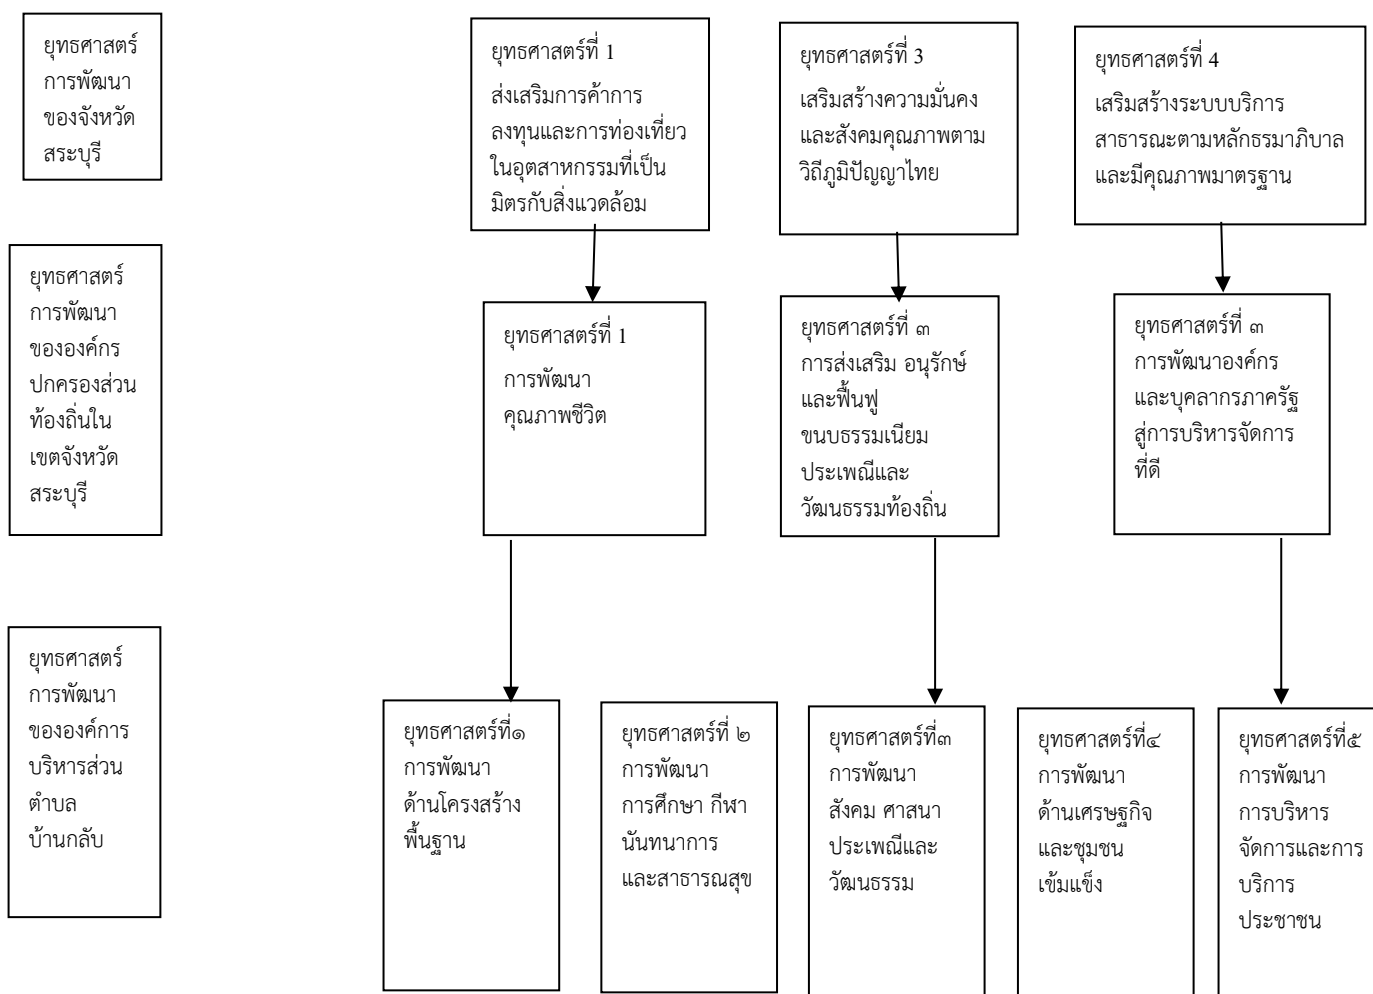 ยุทธศาสตร์
การพัฒนา
ของจังหวัด
สระบุรี
ยุทธศาสตร์ที่ 1
ส่งเสริมการค้าการ
ลงทุนและการท่องเที่ยว
ในอุตสาหกรรมที่เป็น
มิตรกับสิ่งแวดล้อม
ยุทธศาสตร์ที่ 3
เสริมสร้างความมั่นคง
และสังคมคุณภาพตาม
วิถีภูมิปัญญาไทย
ยุทธศาสตร์ที่ 4
เสริมสร้างระบบบริการ
สาธารณะตามหลักธรมาภิบาล
และมีคุณภาพมาตรฐาน
ยุทธศาสตร์
การพัฒนา
ขององค์กร
ปกครองส่วน
ท้องถิ่นใน
เขตจังหวัด
สระบุรี
ยุทธศาสตร์ที่ 1
การพัฒนา
คุณภาพชีวิต
ยุทธศาสตร์ที่ ๓
การส่งเสริม อนุรักษ์
และฟื้นฟู
ขนบธรรมเนียม
ประเพณีและ
วัฒนธรรมท้องถิ่น
ยุทธศาสตร์ที่ ๓
การพัฒนาองค์กร
และบุคลากรภาครัฐ
สู่การบริหารจัดการ
ที่ดี
ยุทธศาสตร์
การพัฒนา
ขององค์การ
บริหารส่วน
ตำบล
บ้านกลับ
ยุทธศาสตร์ที่๑
การพัฒนา
ด้านโครงสร้าง
พื้นฐาน
ยุทธศาสตร์ที่ ๒
การพัฒนา
การศึกษา กีฬา
นันทนาการ
และสาธารณสุข
ยุทธศาสตร์ที่๓
การพัฒนา
สังคม ศาสนา
ประเพณีและ
วัฒนธรรม
ยุทธศาสตร์ที่๔
การพัฒนา
ด้านเศรษฐกิจ
และชุมชน
เข้มแข็ง
ยุทธศาสตร์ที่๕
การพัฒนา
การบริหาร
จัดการและการ
บริการ
ประชาชน